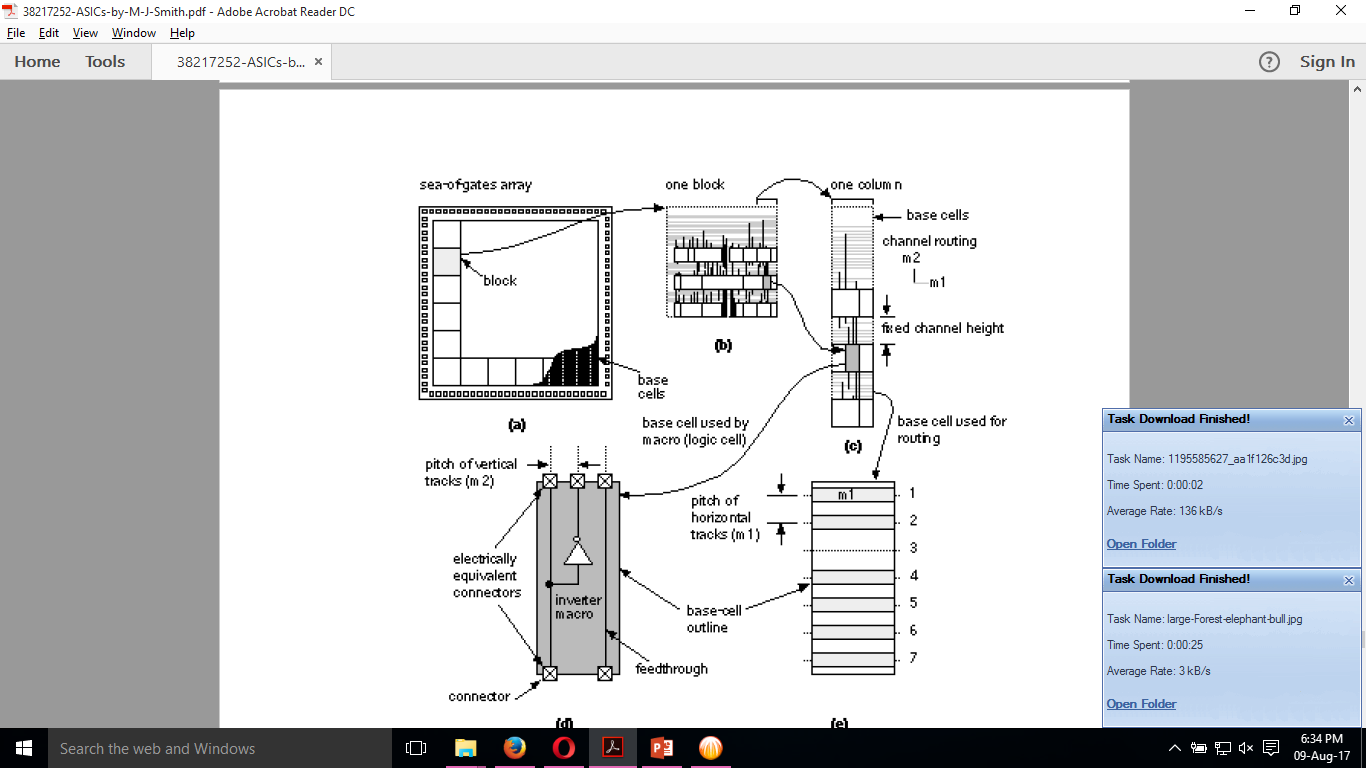 38217252-ASICs-by-M-J-Smith.pdf - Adobe Acrobat Reader DC
File Edit View Window Help
Home Tools 38217252-ASICs-b... × ? Sign In
sea-of-gates array
one block
one column
base cells
channel routing
m2
m1
block
fixed channel height
(b)
base
cells
(a)
base cell used by
macro (logic cell)
(c)
base cell used for
routing
pitch of vertical
tracks (m2)
pitch of
horizontal
tracks (m1)
m1
1
2
3
4
5
6
7
electrically
equivalent
connectors
inverter
macro
base-cell
outline
feedthrough
connector
(d)
(e)
Task Download Finished!
Task Name: 1195585627_aa1f126c3d.jpg
Time Spent: 0:00:02
Average Rate: 136 kB/s
Open Folder
Task Download Finished!
Task Name: large-Forest-elephant-bull.jpg
Time Spent: 0:00:25
Average Rate: 3 kB/s
Open Folder
Search the web and Windows
6:34 PM
09-Aug-17